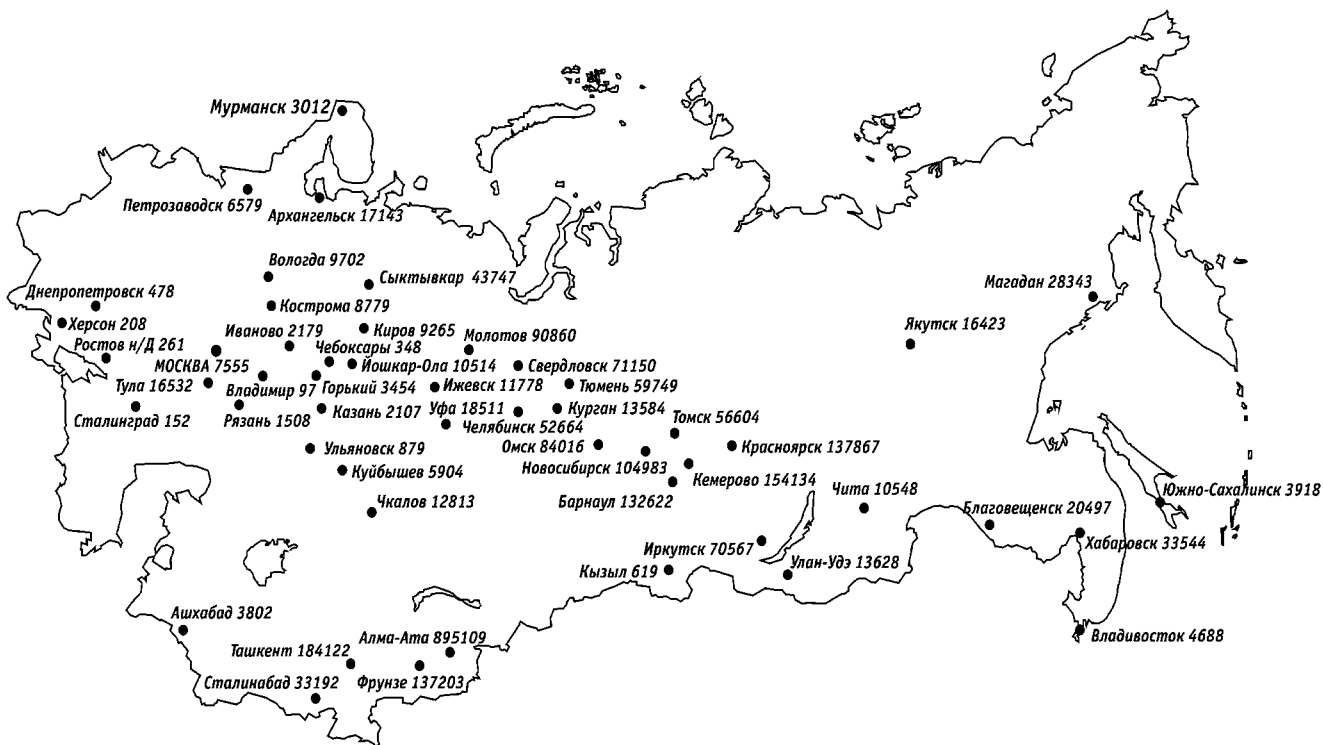 Мурманск 3012
Петрозаводск 6579
Архангельск 17143
Вологда 9702
Сыктывкар 43747
Магадан 28343
Днепропетровск 478
Кострома 8779
Херсон 208
Иваново 2179
Киров 9265
Якутск 16423
Молотов 90860
Ростов н/Д 261
Чебоксары 348
МОСКВА 7555
Йошкар-Ола 10514
Свердловск 71150
Тула 16532
Владимир 97
Горький 3454
Ижевск 11778
Тюмень 59749
Сталинград 152
Рязань 1508
Казань 2107
Уфа 18511
Курган 13584
Челябинск 52664
Томск 56604
Ульяновск 879
Омск 84016
Красноярск 137867
Куйбышев 5904
Новосибирск 104983
Кемерово 154134
Чкалов 12813
Барнаул 132622
Чита 10548
Южно-Сахалинск 3918
Благовещенск 20497
Хабаровск 33544
Иркутск 70567
Улан-Удэ 13628
Кызыл 619
Ашхабад 3802
Алма-Ата 895109
Владивосток 4688
Ташкент 184122
Сталинабад 33192
Фрунзе 137203